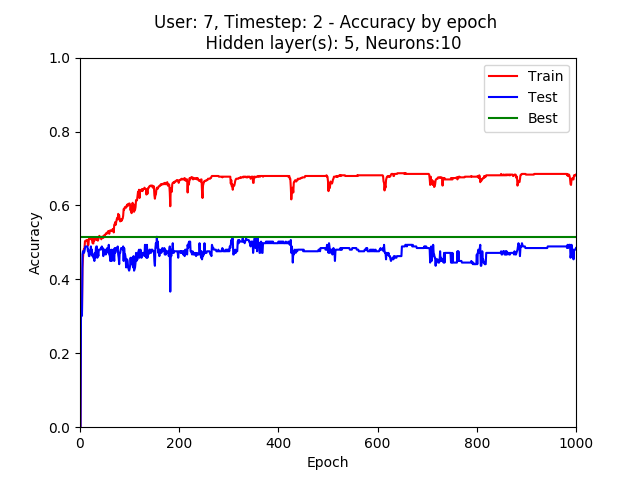 User: 7, Timestep: 2 - Accuracy by epoch
Hidden layer(s): 5, Neurons:10
1.0
0.8
0.6
0.4
0.2
0.0
Accuracy
Train
Test
Best
0 200 400 600 800 1000
Epoch